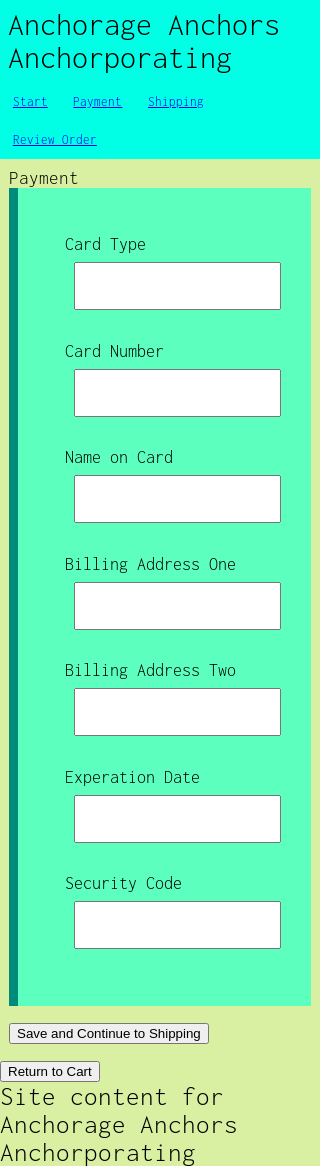 Anchorage Anchors
Anchorporating
Start Payment Shipping
Review Order
Payment
Card Type
Card Number
Name on Card
Billing Address One
Billing Address Two
Experation Date
Security Code
Save and Continue to Shipping
Return to Cart
Site content for
Anchorage Anchors
Anchorporating